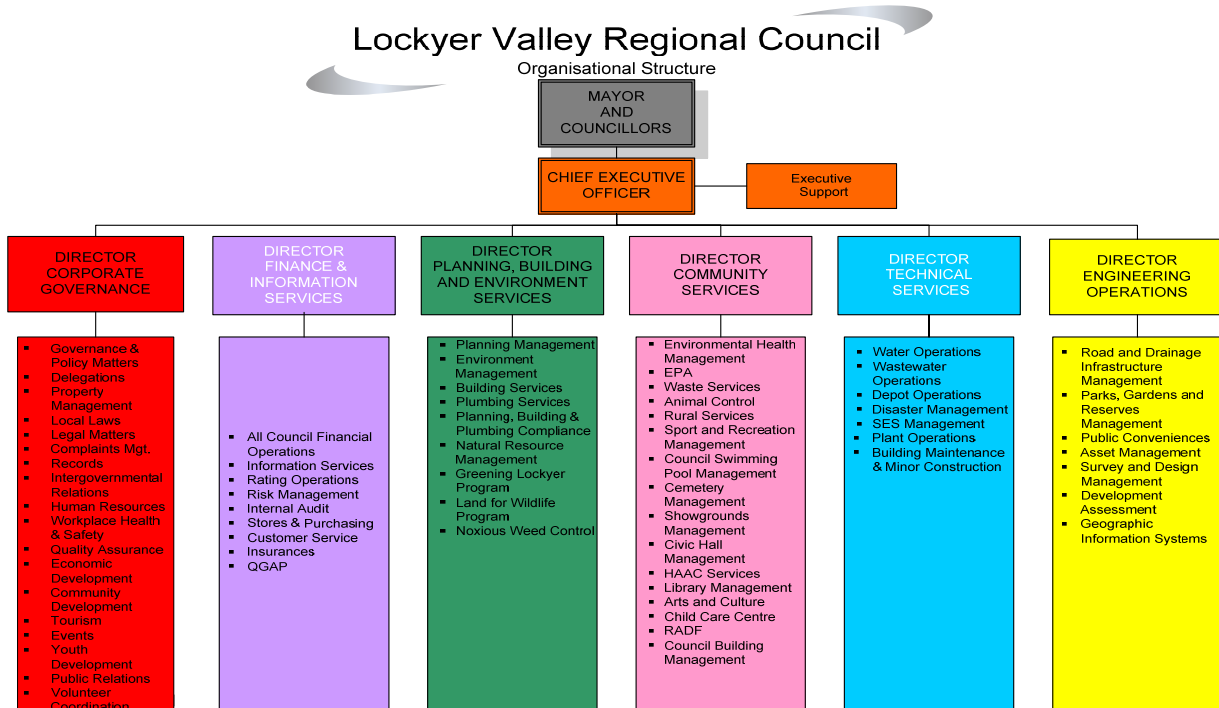 Lockyer Valley Regional Council
Organisational Structure
MAYOR
AND
COUNCILLORS
CHIEF EXECUTIVE
OFFICER
Executive
Support
DIRECTOR
CORPORATE
GOVERNANCE
▪ Governance &
Policy Matters
▪ Delegations
▪ Property
Management
▪ Local Laws
▪ Legal Matters
▪ Complaints Mgt.
▪ Records
▪ Intergovernmental
Relations
▪ Human Resources
▪ Workplace Health
& Safety
▪ Quality Assurance
▪ Economic
Development
▪ Community
Development
▪ Tourism
▪ Events
▪ Youth
Development
▪ Public Relations
▪ Volunteer
Coordination
DIRECTOR
FINANCE &
INFORMATION
SERVICES
▪ All Council Financial
Operations
▪ Information Services
▪ Rating Operations
▪ Risk Management
▪ Internal Audit
▪ Stores & Purchasing
▪ Customer Service
▪ Insurances
▪ QGAP
DIRECTOR
PLANNING, BUILDING
AND ENVIRONMENT
SERVICES
▪ Planning Management
▪ Environment
Management
▪ Building Services
▪ Plumbing Services
▪ Planning, Building &
Plumbing Compliance
▪ Natural Resource
Management
▪ Greening Lockyer
Program
▪ Land for Wildlife
Program
▪ Noxious Weed Control
DIRECTOR
COMMUNITY
SERVICES
▪ Environmental Health
Management
▪ EPA
▪ Waste Services
▪ Animal Control
▪ Rural Services
▪ Sport and Recreation
Management
▪ Council Swimming
Pool Management
▪ Cemetery
Management
▪ Showgrounds
Management
▪ Civic Hall
Management
▪ HAAC Services
▪ Library Management
▪ Arts and Culture
▪ Child Care Centre
▪ RADF
▪ Council Building
Management
DIRECTOR
TECHNICAL
SERVICES
▪ Water Operations
▪ Wastewater
Operations
▪ Depot Operations
▪ Disaster Management
▪ SES Management
▪ Plant Operations
▪ Building Maintenance
& Minor Construction
DIRECTOR
ENGINEERING
OPERATIONS
▪ Road and Drainage
Infrastructure
Management
▪ Parks, Gardens and
Reserves
Management
▪ Public Conveniences
▪ Asset Management
▪ Survey and Design
Management
▪ Development
Assessment
▪ Geographic
Information Systems